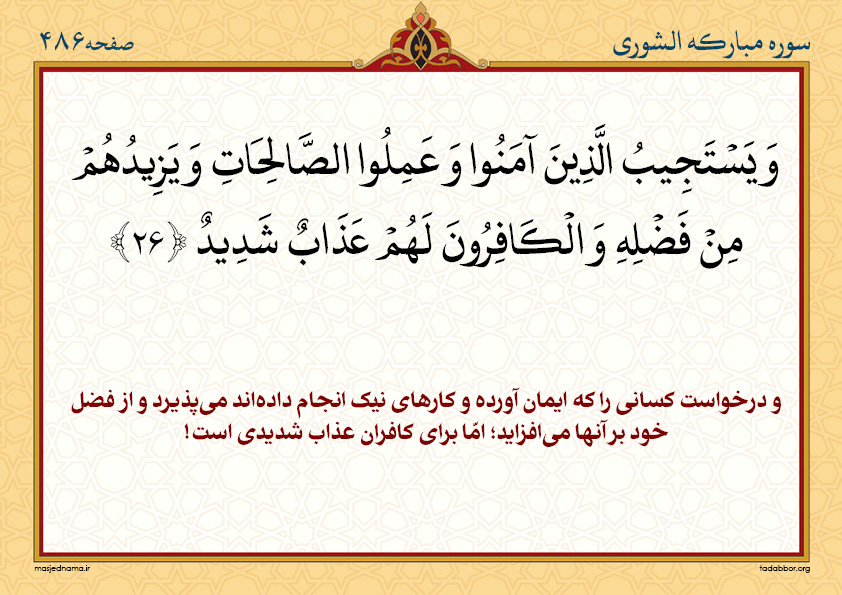 سوره مبارکه الشوری
صفحه۴۸۶
وَيَسْتَجِيبُ الَّذِينَ آمَنُوا وَعَمِلُوا الصَّالِحَاتِ وَيَزِيدُهُمْ
مِنْ فَضْلِهِ وَالْكَافِرُونَ لَهُمْ عَذَابٌ شَدِيدٌ ﴿۲۶﴾
و درخواست کسانی را که ایمان آورده و کارهای نیک انجام داده‌اند می‌پذیرد و از فضل
خود بر آنها می‌افزاید؛ امّا برای کافران عذاب شدیدی است!
masjednama.ir
tadabbor.org